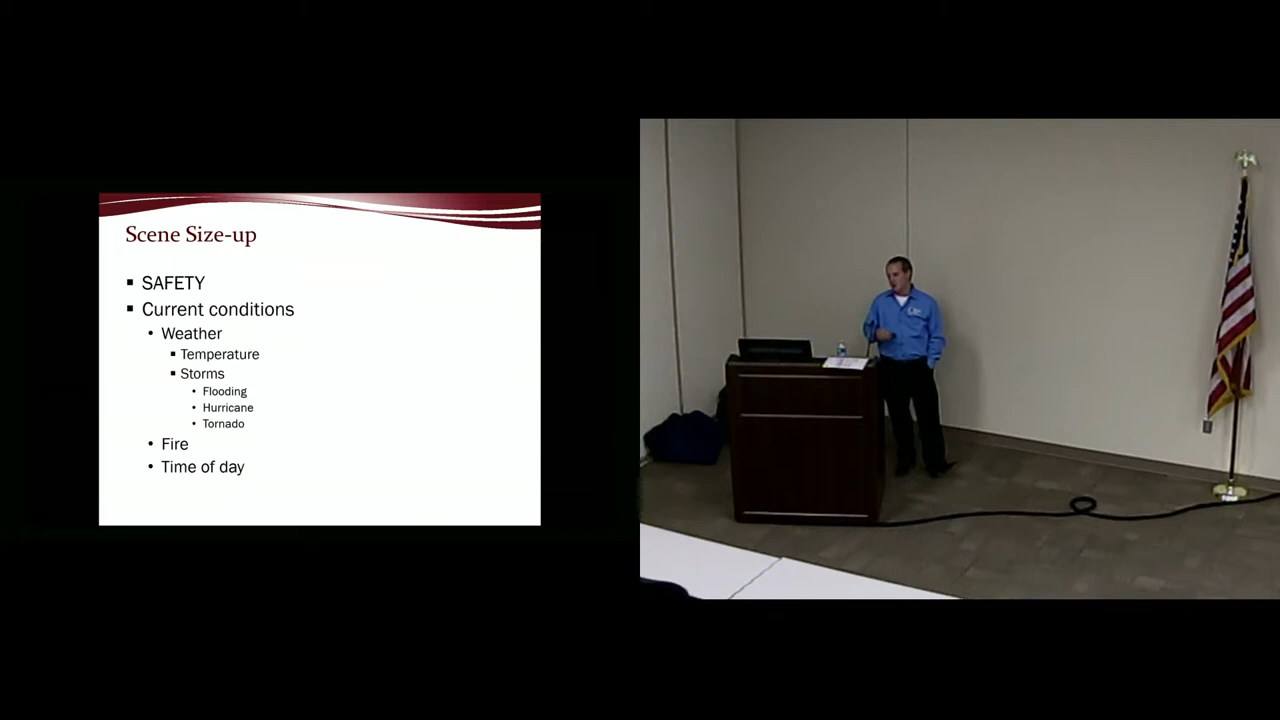 Scene Size-up
SAFETY
Current conditions
Weather
Temperature
Storms
Flooding
Hurricane
Tornado
Fire
Time of day